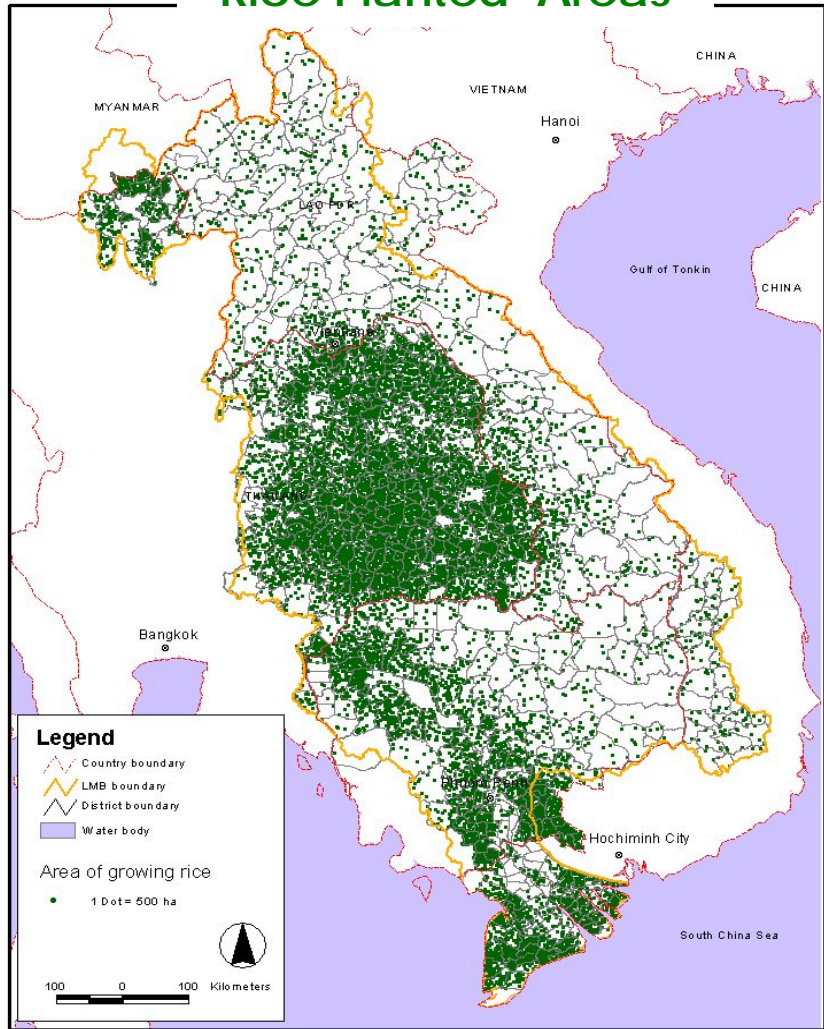 Rice Planted Areas
CHINA
VIETNAM
MYANMAR
Hanoi
LAO PDR
Gulf of Tonkin
CHINA
Vientiane
THAILAND
Bangkok
Phnom Penh
Hochiminh City
South China Sea
Legend
Country boundary
LMB boundary
District boundary
Water body
Area of growing rice
1 Dot = 500 ha
100 0 100 Kilometers